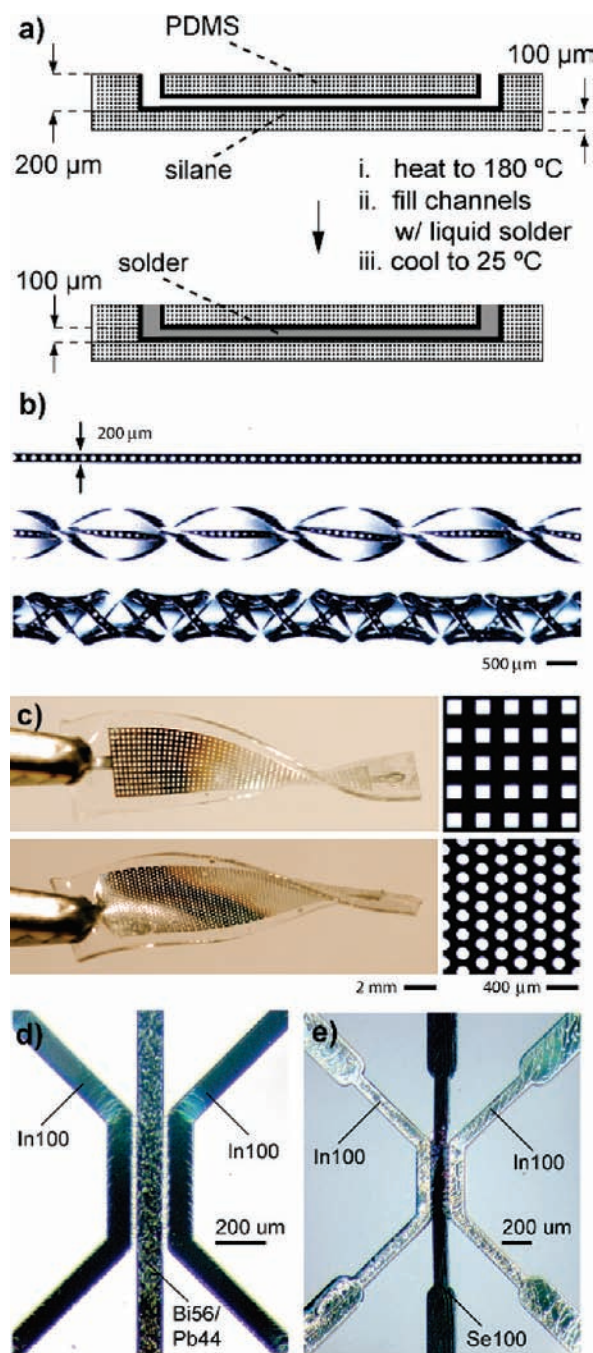 a)
PDMS
100 µm
200 µm
silane
i. heat to 180 ºC
ii. fill channels
w/ liquid solder
iii. cool to 25 ºC
solder
100 µm
b)
200 µm
500 µm
c)
2 mm
400 µm
d)
In100
In100
200 um
Bi56/
Pb44
e)
In100
In100
200 um
Se100